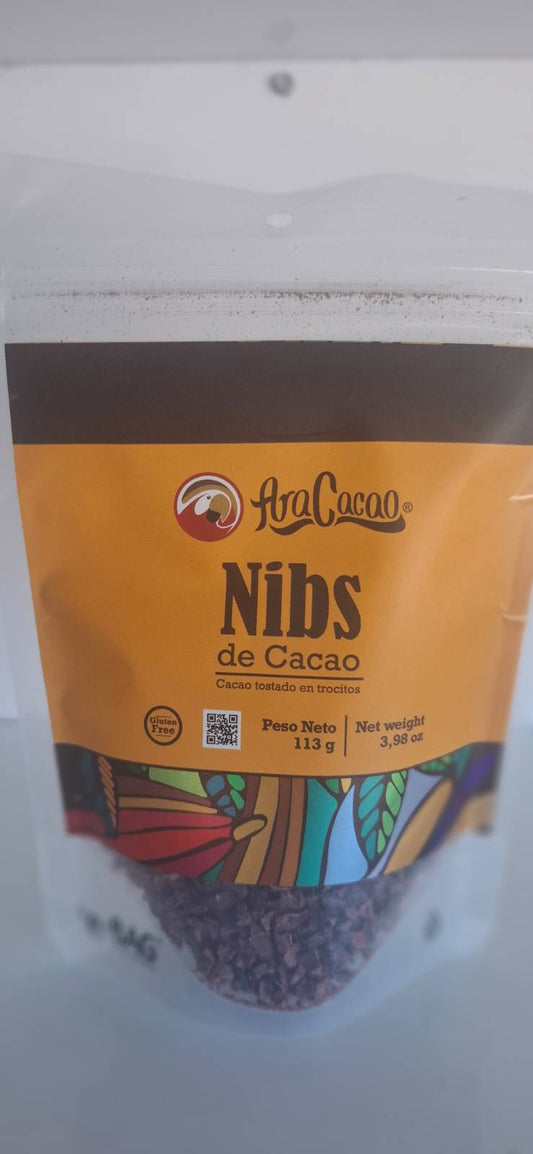 AraCacao®
Nibs
de Cacao
Cacao tostado en trocitos
Gluten
Free
Peso Neto
113 g
Net weight
3,98 oz